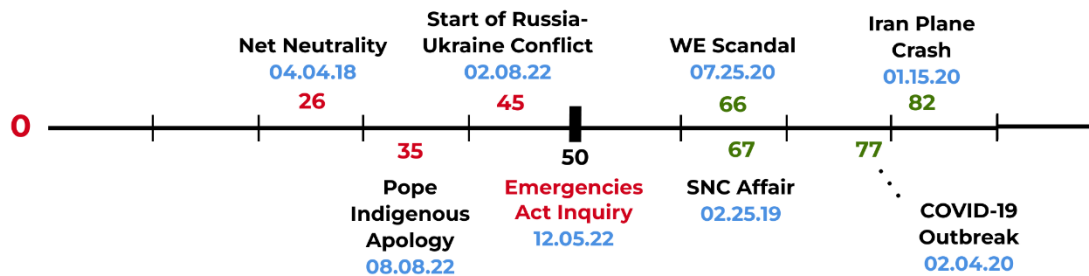 Net Neutrality
04.04.18
26
Start of Russia-
Ukraine Conflict
02.08.22
45
WE Scandal
07.25.20
66
Iran Plane
Crash
01.15.20
82
0
35
Pope
Indigenous
Apology
08.08.22
50
Emergencies
Act Inquiry
12.05.22
67
SNC Affair
02.25.19
77
COVID-19
Outbreak
02.04.20